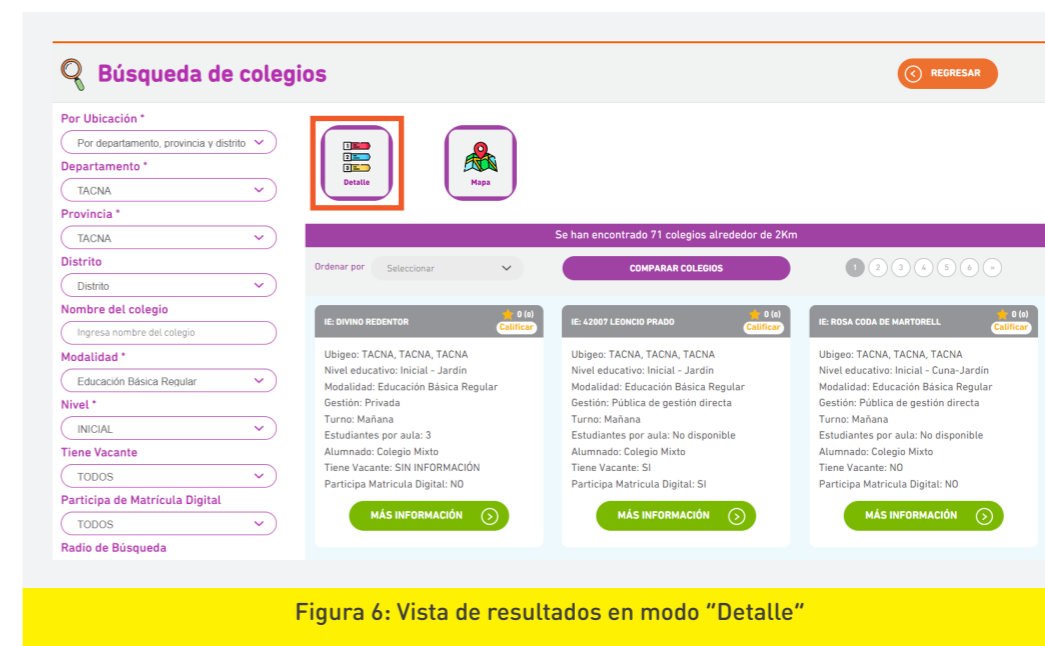 Búsqueda de colegios
REGRESAR
Por Ubicación *
Por departamento, provincia y distrito
Departamento *
TACNA
Provincia *
TACNA
Distrito
Distrito
Nombre del colegio
Ingresa nombre del colegio
Modalidad *
Educación Básica Regular
Nivel *
INICIAL
Tiene Vacante
TODOS
Participa de Matrícula Digital
TODOS
Radio de Búsqueda
Detalle
Mapa
Se han encontrado 71 colegios alrededor de 2Km
Ordenar por
Seleccionar
COMPARAR COLEGIOS
1 2 3 4 5 6 »
IE: DIVINO REDENTOR
0 (0)
Calificar
Ubigeo: TACNA, TACNA, TACNA
Nivel educativo: Inicial - Jardín
Modalidad: Educación Básica Regular
Gestión: Privada
Turno: Mañana
Estudiantes por aula: 3
Alumnado: Colegio Mixto
Tiene Vacante: SIN INFORMACIÓN
Participa Matricula Digital: NO
MÁS INFORMACIÓN
IE: 42007 LEONCIO PRADO
0 (0)
Calificar
Ubigeo: TACNA, TACNA, TACNA
Nivel educativo: Inicial - Jardín
Modalidad: Educación Básica Regular
Gestión: Pública de gestión directa
Turno: Mañana
Estudiantes por aula: No disponible
Alumnado: Colegio Mixto
Tiene Vacante: SI
Participa Matricula Digital: SI
MÁS INFORMACIÓN
IE: ROSA CODA DE MARTORELL
0 (0)
Calificar
Ubigeo: TACNA, TACNA, TACNA
Nivel educativo: Inicial - Cuna-Jardín
Modalidad: Educación Básica Regular
Gestión: Pública de gestión directa
Turno: Mañana
Estudiantes por aula: No disponible
Alumnado: Colegio Mixto
Tiene Vacante: NO
Participa Matricula Digital: NO
MÁS INFORMACIÓN
Figura 6: Vista de resultados en modo "Detalle"